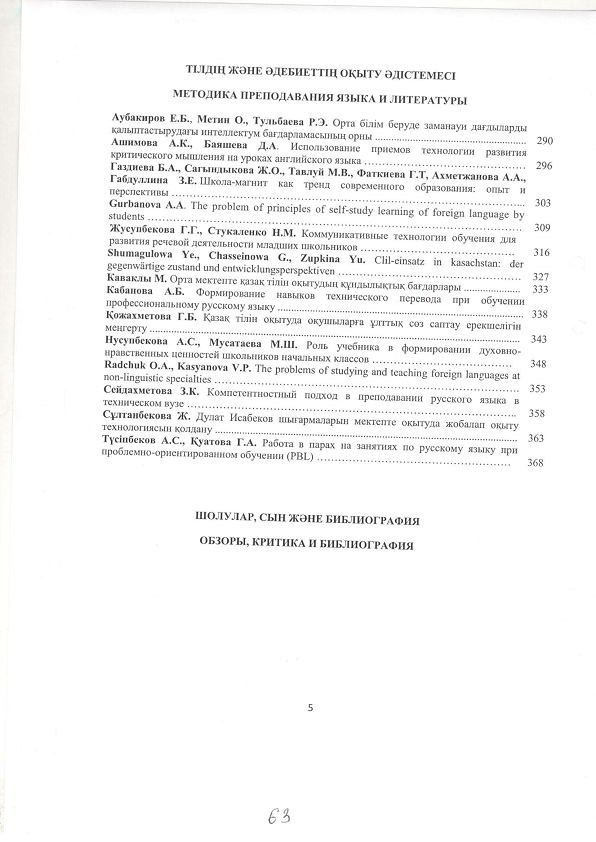 ТІЛДІҢ ЖӘНЕ ӘДЕБИЕТТІҢ ОҚЫТУ ӘДІСТЕМЕСІ
МЕТОДИКА ПРЕПОДАВАНИЯ ЯЗЫКА И ЛИТЕРАТУРЫ
Аубакиров Е.Б., Метин О., Тульбаева Р.Э. Орта білім беруде заманауи дағдыларды
қалыптастырудағы интеллектум бағдарламасының орны ........ 290
Ашимова А.К., Баяшева Д.А. Использование приемов технологии развития
критического мышления на уроках английского языка ........ 296
Газдиева Б.А., Сагындыкова Ж.О., Тавлуй М.В., Фаткиева Г.Т, Ахметжанова А.А.,
Габдуллина З.Е. Школа-магнит как тренд современного образования: опыт и
перспективы ........ 303
Gurbanova A.A. The problem of principles of self-study learning of foreign language by
students ........ 309
Жусупбекова Г.Г., Стукаленко Н.М. Коммуникативные технологии обучения для
развития речевой деятельности младших школьников ........ 316
Shumagulowa Ye., Chasseinowa G., Zupkina Yu. Clil-einsatz in kasachstan: der
gegenwärtige zustand und entwicklungsperspektiven ........ 327
Каваклы М. Орта мектепте қазақ тілін оқытудың құндылықтық бағдарлары ........ 333
Кабанова А.Б. Формирование навыков технического перевода при обучении
профессиональному русскому языку ........ 338
Қожахметова Г.Б. Қазақ тілін оқытуда оқушыларға ұлттық сөз саптау ерекшелігін
меңгерту ........ 343
Нусупбекова А.С., Мусатаева М.Ш. Роль учебника в формировании духовно-
нравственных ценностей школьников начальных классов ........ 348
Radchuk O.A., Kasyanova V.P. The problems of studying and teaching foreign languages at
non-linguistic specialties ........ 353
Сейдахметова З.К. Компетентностный подход в преподавании русского языка в
техническом вузе ........ 358
Сұлтанбекова Ж. Дулат Исабеков шығармаларын мектепте оқытуда жобалап оқыту
технологиясын қолдану ........ 363
Түсіпбеков А.С., Қуатова Г.А. Работа в парах на занятиях по русскому языку при
проблемно-ориентированном обучении (PBL) ........ 368
ШОЛУЛАР, СЫН ЖӘНЕ БИБЛИОГРАФИЯ
ОБЗОРЫ, КРИТИКА И БИБЛИОГРАФИЯ
5
63